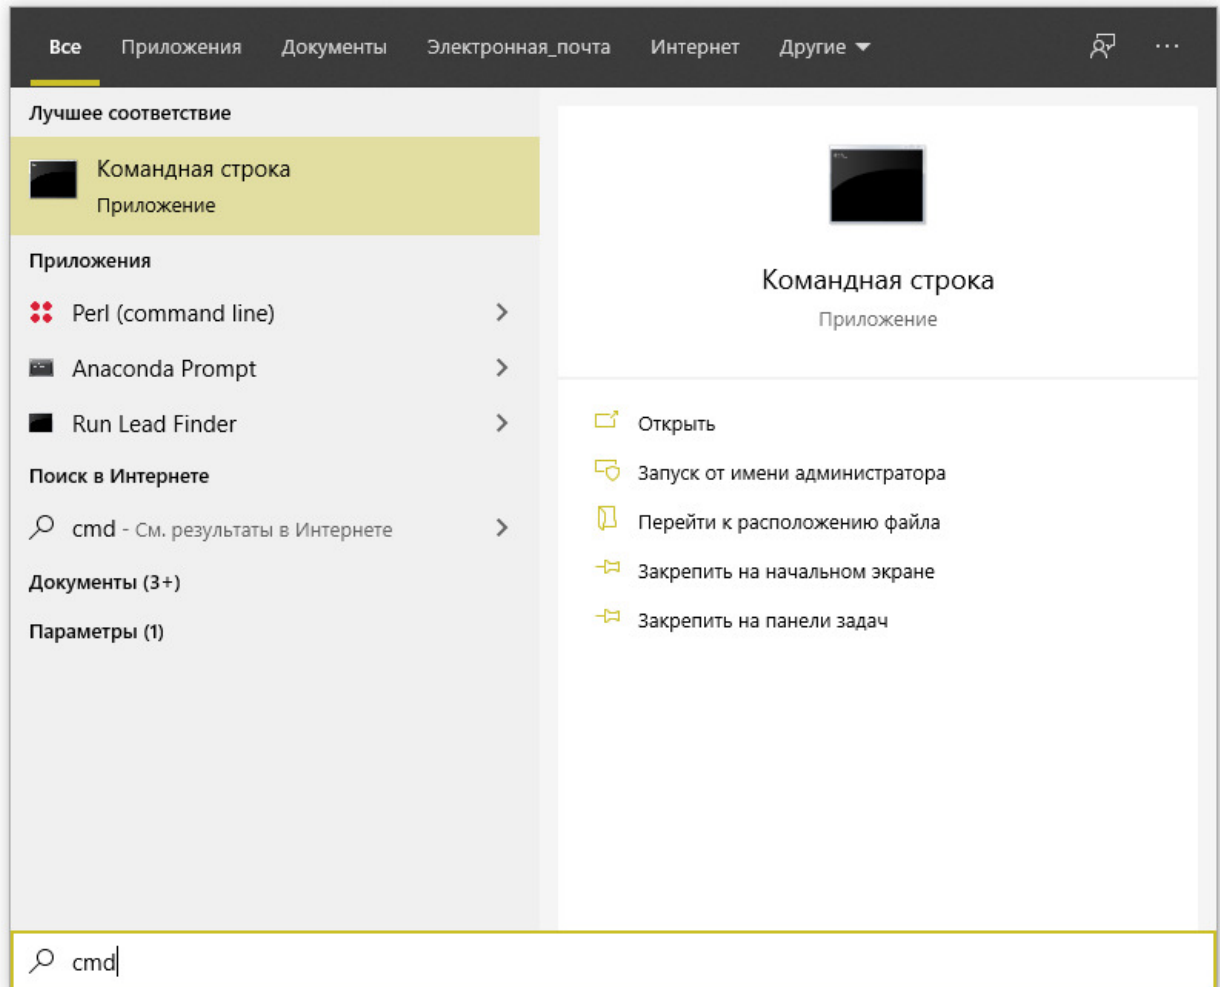 Все Приложения Документы Электронная_почта Интернет Другие
Лучшее соответствие
Командная строка
Приложение
Приложения
Perl (command line)
Anaconda Prompt
Run Lead Finder
Поиск в Интернете
cmd - См. результаты в Интернете
Документы (3+)
Параметры (1)
Командная строка
Приложение
Открыть
Запуск от имени администратора
Перейти к расположению файла
Закрепить на начальном экране
Закрепить на панели задач
cmd